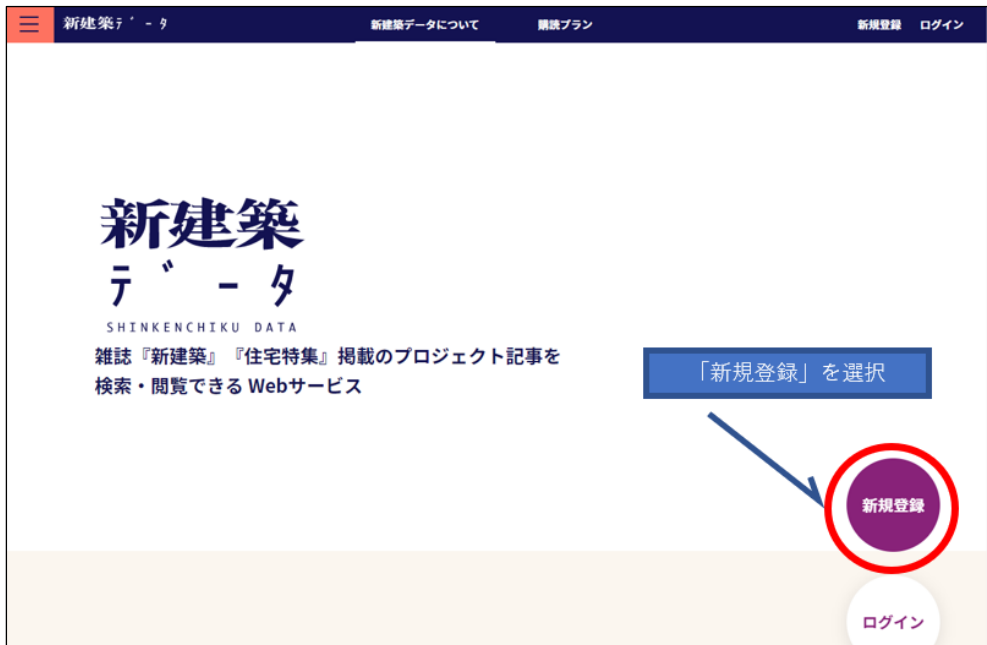 新建築データ
新建築データについて
購読プラン
新規登録
ログイン
新建築
データ
SHINKENCHIKU DATA
雑誌『新建築』『住宅特集』掲載のプロジェクト記事を
検索・閲覧できる Webサービス
「新規登録」を選択
新規登録
ログイン